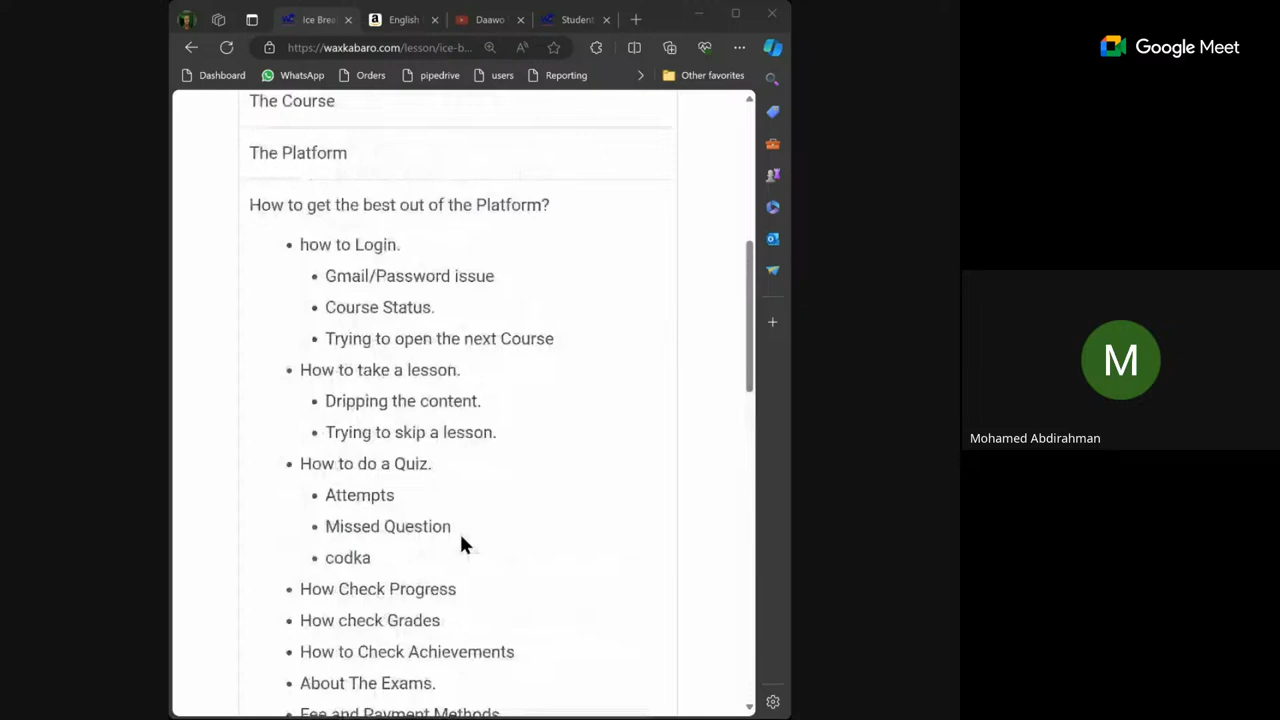 Ice Brea
English
Daawo
Student
https://waxkabaro.com/lesson/ice-b...
Dashboard
WhatsApp
Orders
pipedrive
users
Reporting
Other favorites
Google Meet
The Course
The Platform
How to get the best out of the Platform?
how to Login.
Gmail/Password issue
Course Status.
Trying to open the next Course
How to take a lesson.
Dripping the content.
Trying to skip a lesson.
How to do a Quiz.
Attempts
Missed Question
codka
How Check Progress
How check Grades
How to Check Achievements
About The Exams.
Fee and Payment Methods
M
Mohamed Abdirahman